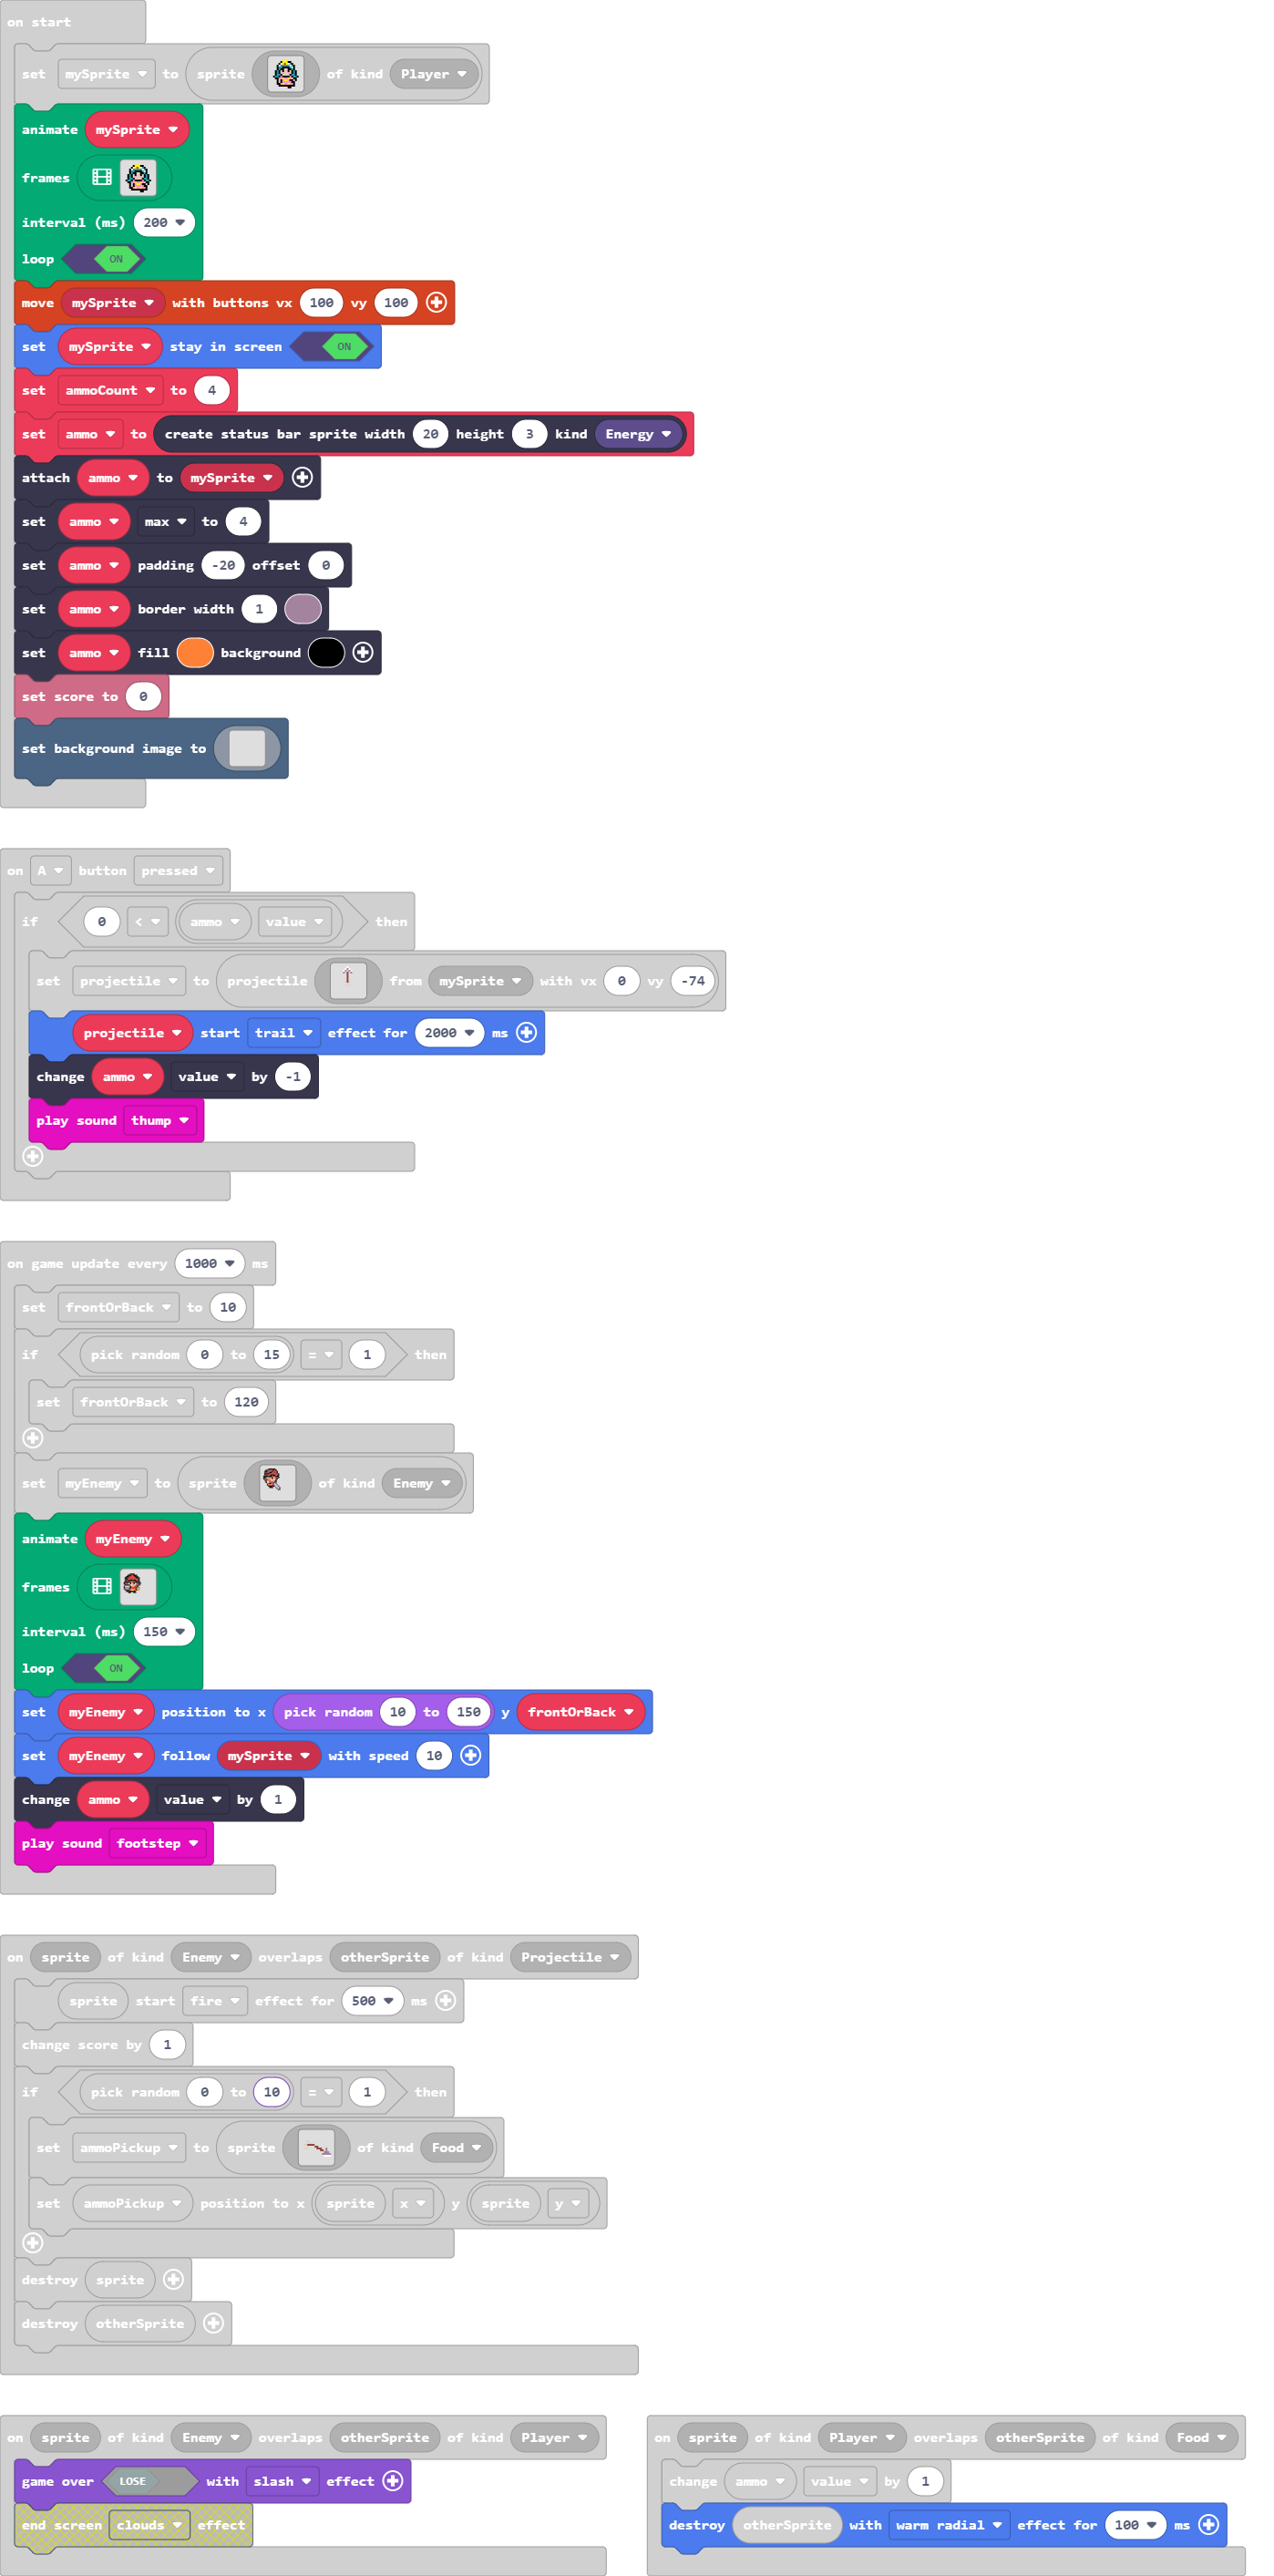 on start
set mySprite to sprite of kind Player
animate mySprite
frames
interval (ms) 200
loop ON
move mySprite with buttons vx 100 vy 100
set mySprite stay in screen ON
set ammoCount to 4
set ammo to create status bar sprite width 20 height 3 kind Energy
attach ammo to mySprite
set ammo max to 4
set ammo padding -20 offset 0
set ammo border width 1
set ammo fill background
set score to 0
set background image to
on A button pressed
if 0 < ammo value then
set projectile to projectile from mySprite with vx 0 vy -74
projectile start trail effect for 2000 ms
change ammo value by -1
play sound thump
on game update every 1000 ms
set frontOrBack to 10
if pick random 0 to 15 = 1 then
set frontOrBack to 120
set myEnemy to sprite of kind Enemy
animate myEnemy
frames
interval (ms) 150
loop ON
set myEnemy position to x pick random 10 to 150 y frontOrBack
set myEnemy follow mySprite with speed 10
change ammo value by 1
play sound footstep
on sprite of kind Enemy overlaps otherSprite of kind Projectile
sprite start fire effect for 500 ms
change score by 1
if pick random 0 to 10 = 1 then
set ammoPickup to sprite of kind Food
set ammoPickup position to x sprite x y sprite y
destroy sprite
destroy otherSprite
on sprite of kind Enemy overlaps otherSprite of kind Player
game over LOSE with slash effect
end screen clouds effect
on sprite of kind Player overlaps otherSprite of kind Food
change ammo value by 1
destroy otherSprite with warm radial effect for 100 ms